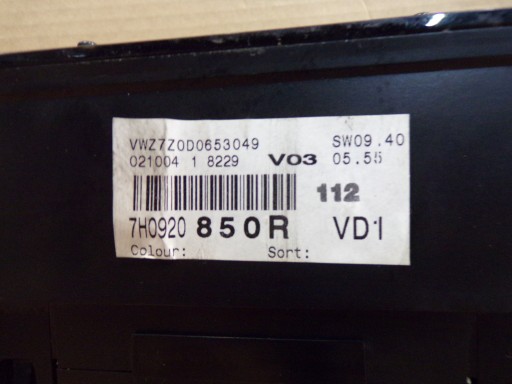 VWZ7Z0D0653049 SW09.40
021004 1 8229 V03 05.55
112
7H0920 850R VD1
Colour: Sort: